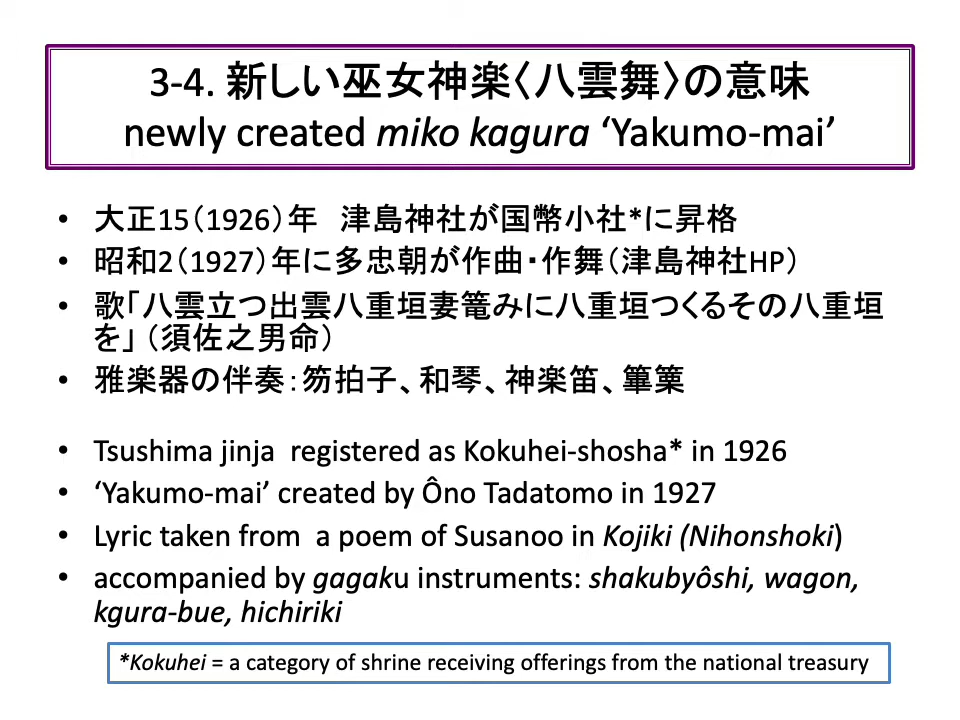 3-4. 新しい巫女神楽〈八雲舞〉の意味
newly created miko kagura ‘Yakumo-mai’
• 大正15（1926）年　津島神社が国幣小社*に昇格
• 昭和2（1927）年に多忠朝が作曲・作舞（津島神社HP）
• 歌「八雲立つ出雲八重垣妻篭みに八重垣つくるその八重垣
を」（須佐之男命）
• 雅楽器の伴奏：笏拍子、和琴、神楽笛、篳篥
• Tsushima jinja  registered as Kokuhei-shosha* in 1926
• ‘Yakumo-mai’ created by Ôno Tadatomo in 1927
• Lyric taken from  a poem of Susanoo in Kojiki (Nihonshoki)
• accompanied by gagaku instruments: shakubyôshi, wagon,
kgura-bue, hichiriki
*Kokuhei = a category of shrine receiving offerings from the national treasury